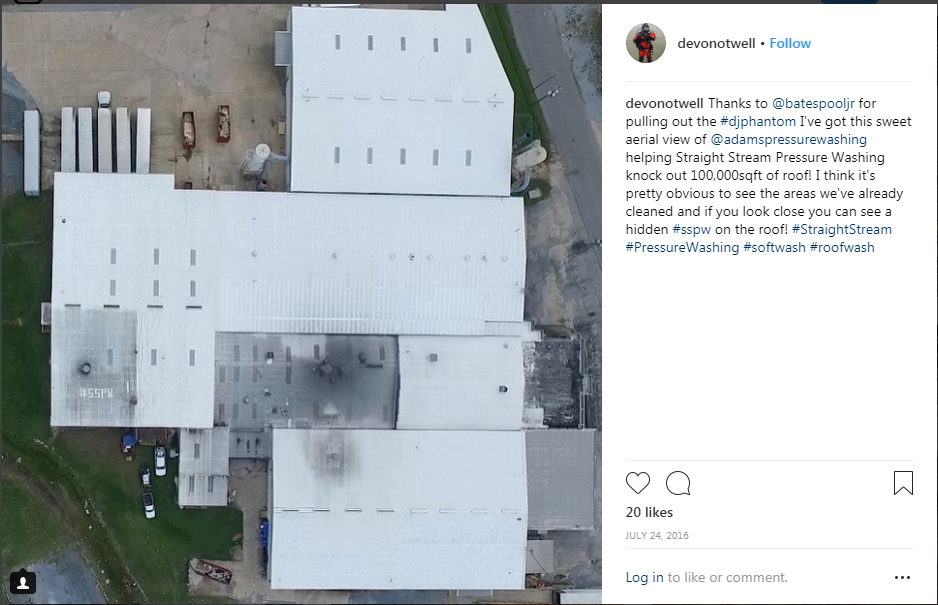 devonotwell • Follow
devonotwell Thanks to @batespooljr for
pulling out the #djphantom I've got this sweet
aerial view of @adamspressurewashing
helping Straight Stream Pressure Washing
knock out 100,000sqft of roof! I think it's
pretty obvious to see the areas we've already
cleaned and if you look close you can see a
hidden #sspw on the roof! #StraightStream
#PressureWashing #softwash #roofwash
#SSPW
20 likes
JULY 24, 2016
Log in to like or comment.